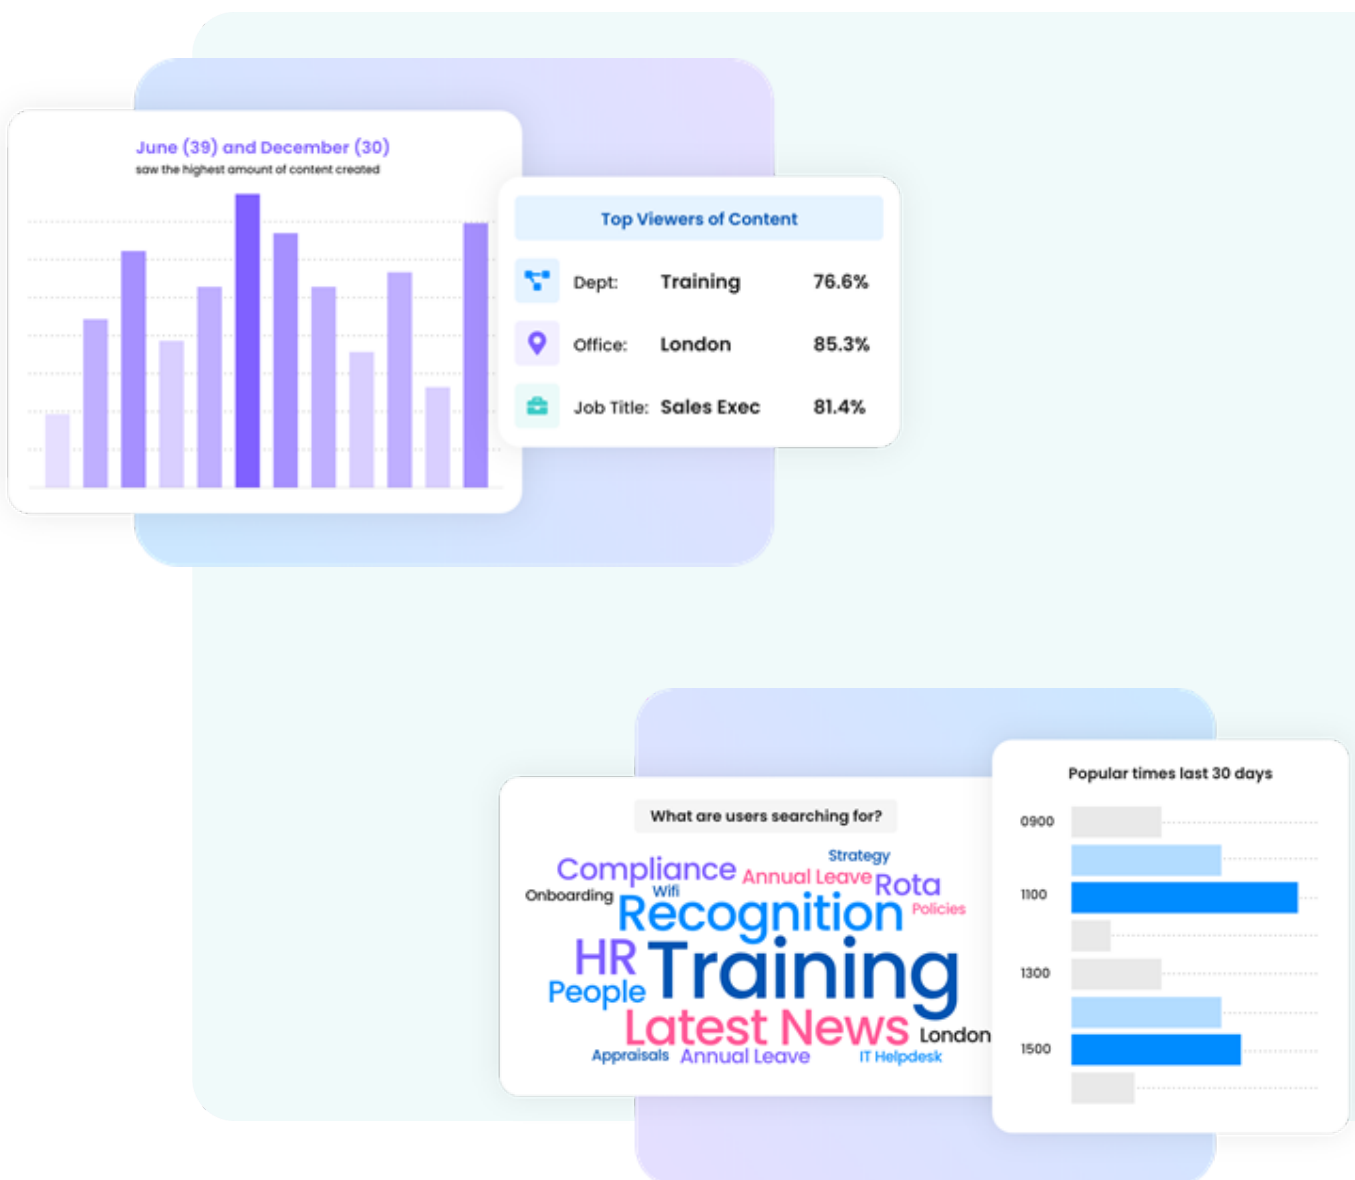 June (39) and December (30)
saw the highest amount of content created
Top Viewers of Content
Dept: Training 76.6%
Office: London 85.3%
Job Title: Sales Exec 81.4%
What are users searching for?
Strategy
Compliance Annual Leave Rota
Onboarding Wifi
Recognition Policies
HR Training
People
Latest News London
Appraisals Annual Leave IT Helpdesk
Popular times last 30 days
0900
1100
1300
1500